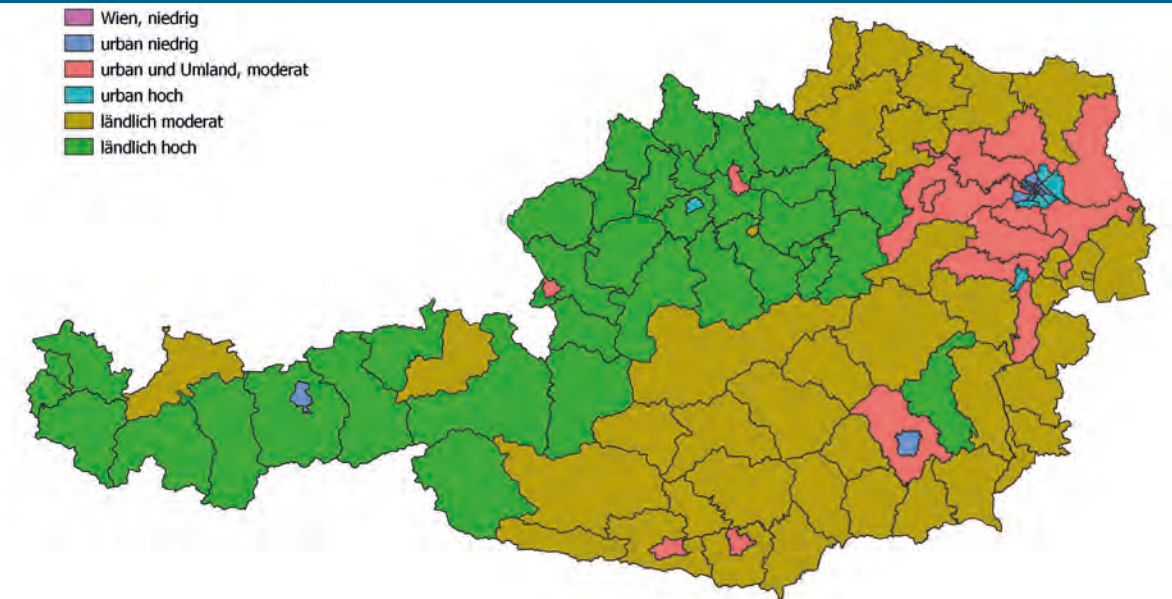 Wien, niedrig
urban niedrig
urban und Umland, moderat
urban hoch
ländlich moderat
ländlich hoch